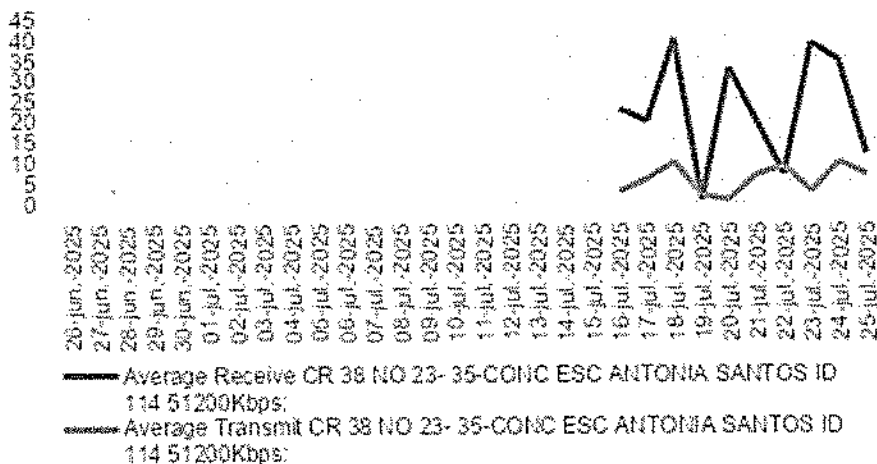 45
40
35
30
25
20
15
10
5
0
26-jun.-2025
27-jun.-2025
28-jun.-2025
29-jun.-2025
30-jun.-2025
01-jul.-2025
02-jul.-2025
03-jul.-2025
04-jul.-2025
05-jul.-2025
06-jul.-2025
07-jul.-2025
08-jul.-2025
09-jul.-2025
10-jul.-2025
11-jul.-2025
12-jul.-2025
13-jul.-2025
14-jul.-2025
15-jul.-2025
16-jul.-2025
17-jul.-2025
18-jul.-2025
19-jul.-2025
20-jul.-2025
21-jul.-2025
22-jul.-2025
23-jul.-2025
24-jul.-2025
25-jul.-2025
Average Receive CR 38 NO 23- 35-CONC ESC ANTONIA SANTOS ID
114 51200Kbps:
Average Transmit CR 38 NO 23- 35-CONC ESC ANTONIA SANTOS ID
114 51200Kbps: